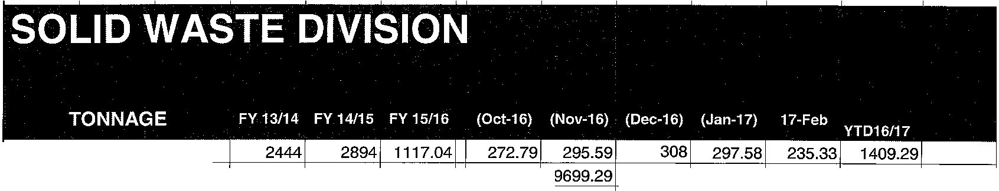 SOLID WASTE DIVISION
TONNAGE FY 13/14 FY 14/15 FY 15/16 (Oct-16) (Nov-16) (Dec-16) (Jan-17) 17-Feb YTD16/17
2444 2894 1117.04 272.79 295.59 308 297.58 235.33 1409.29
9699.29